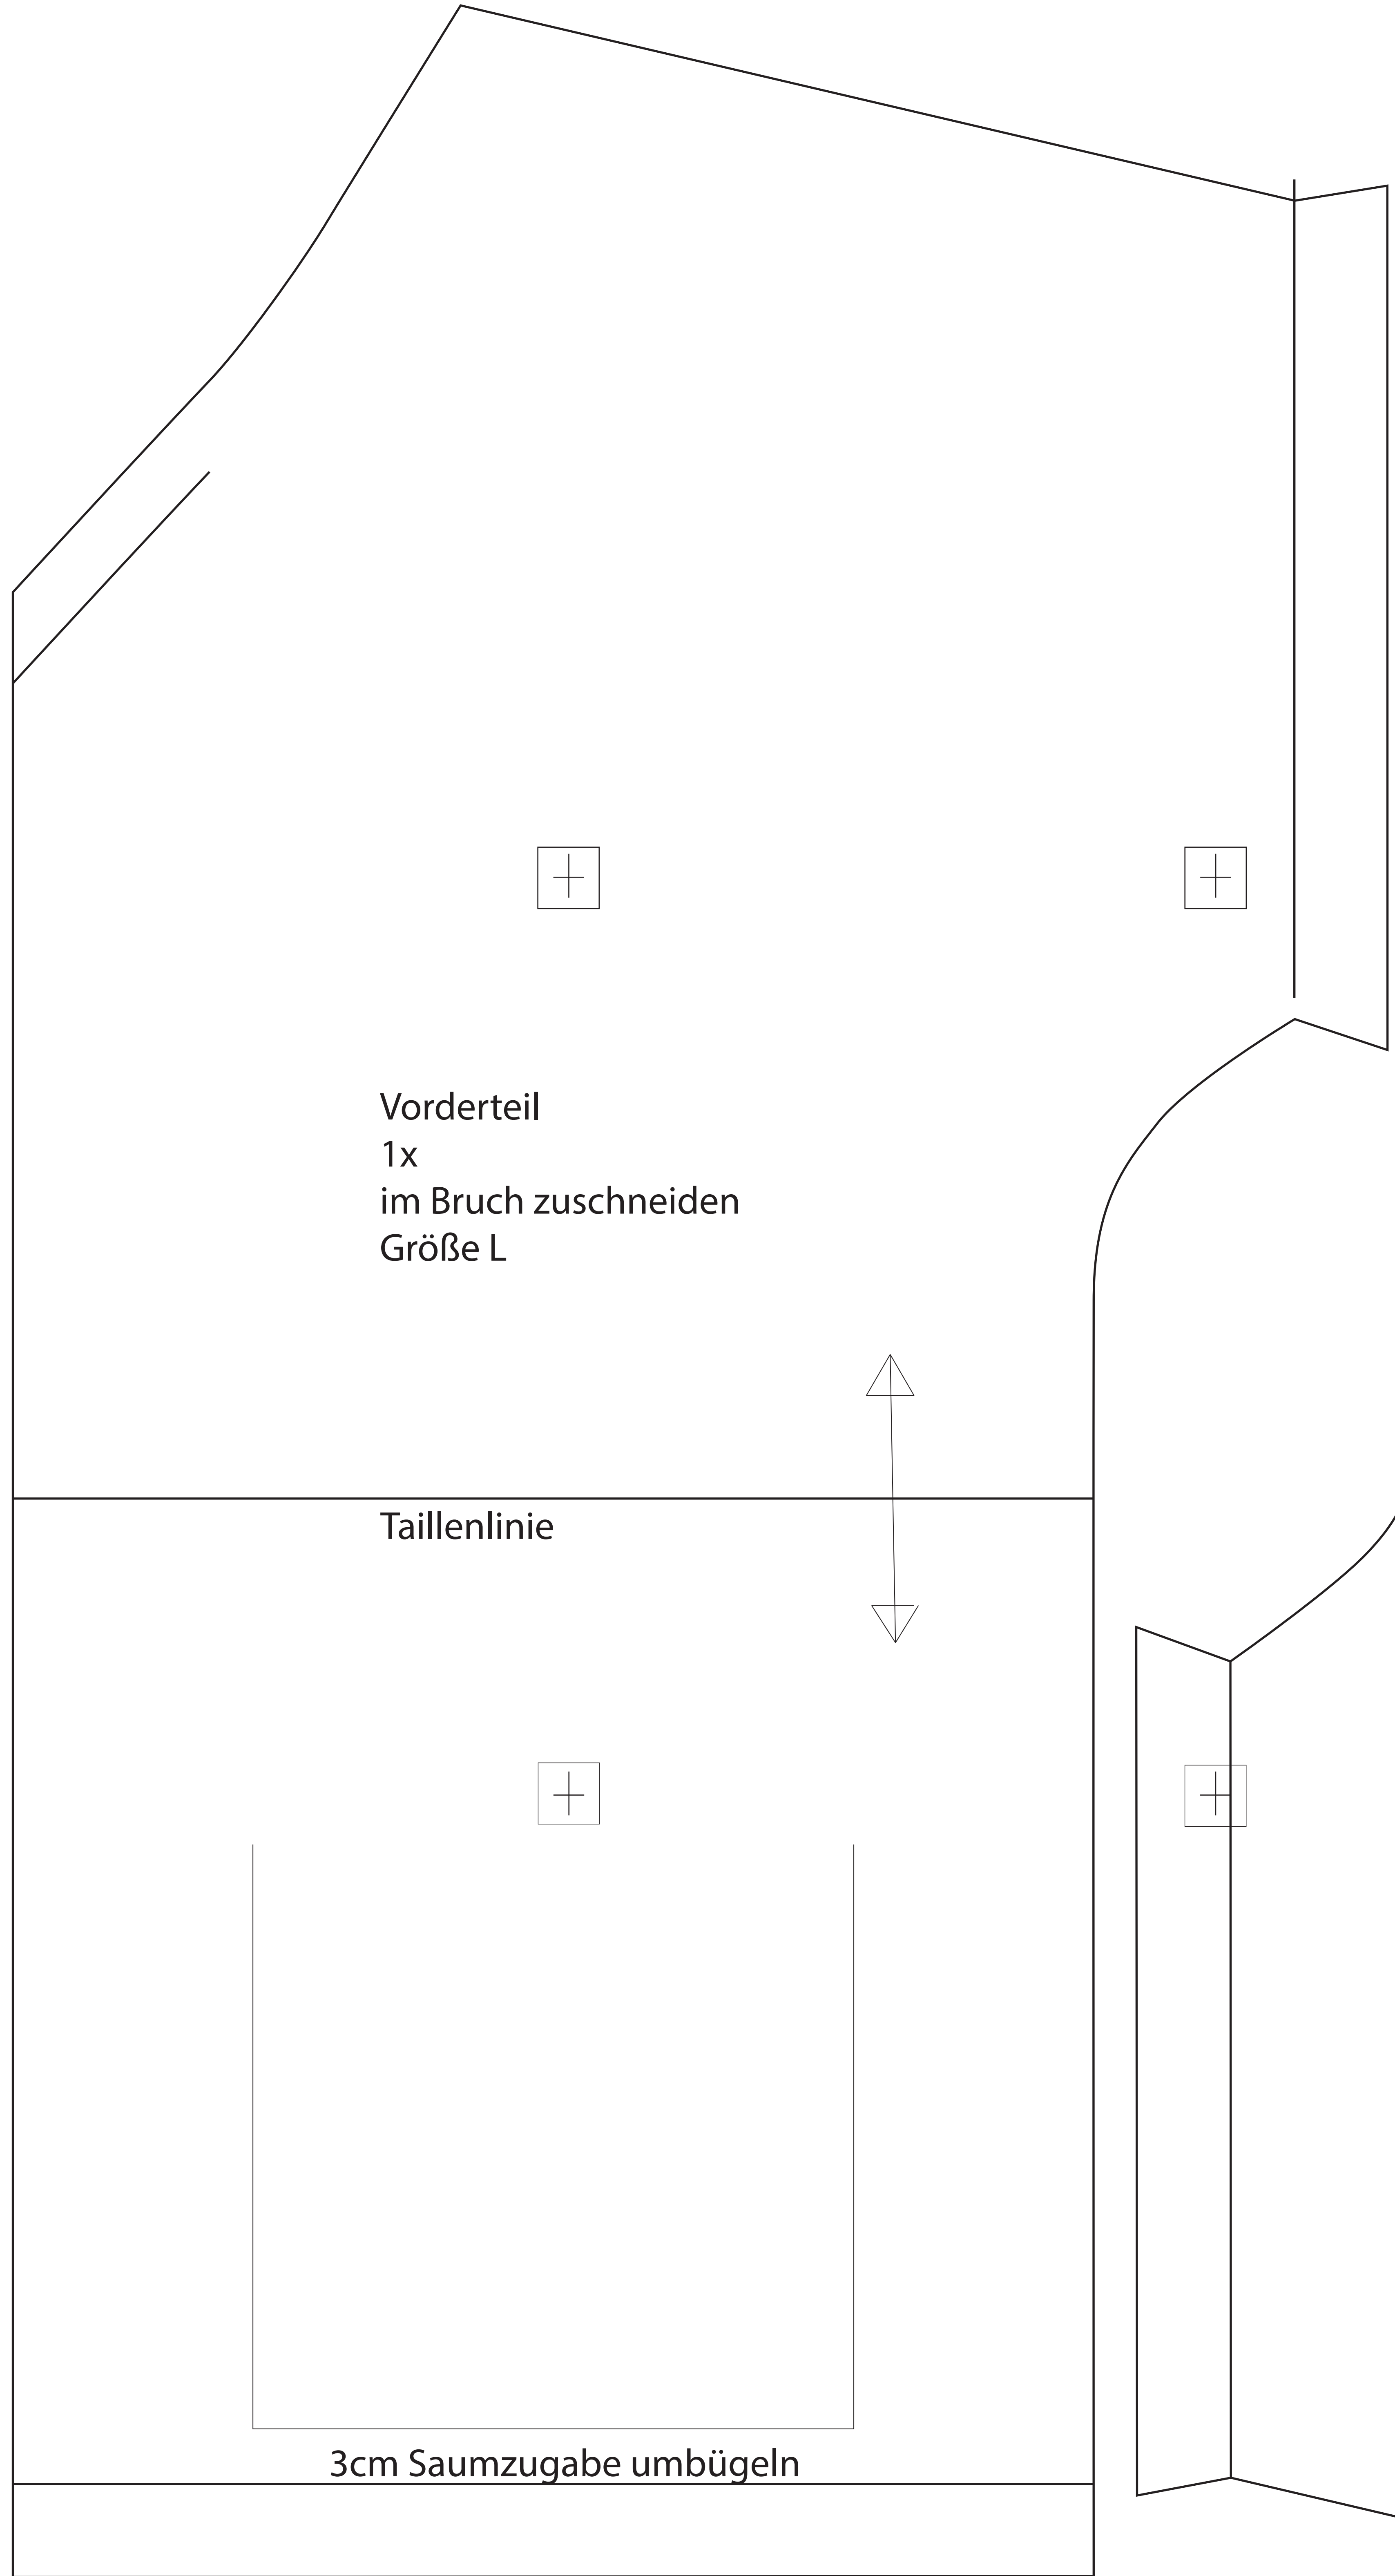 Vorderteil
1x
im Bruch zuschneiden
Größe L
Taillenlinie
3cm Saumzugabe umbügeln